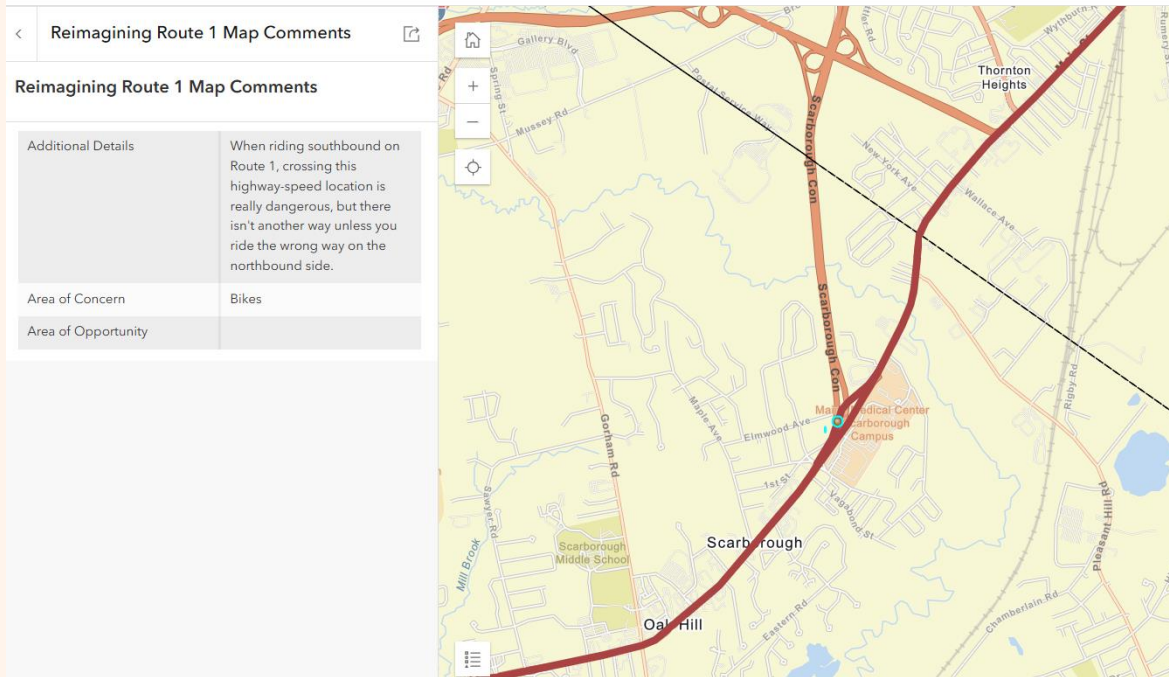 Reimagining Route 1 Map Comments
Reimagining Route 1 Map Comments
Additional Details
When riding southbound on
Route 1, crossing this
highway-speed location is
really dangerous, but there
isn't another way unless you
ride the wrong way on the
northbound side.
Area of Concern
Bikes
Area of Opportunity
Gallery Blvd
Spring St
Mussey Rd
Postal Service Way
Scarborough Con
Scarborough Con
Scarborough Con
Thornton
Heights
New York Ave
Wallace Ave
Rigby Rd
Medical Center
Scarborough
Campus
Elmwood Ave
Maple Ave
1st St
Vagabond St
Gorham Rd
Sawyer Rd
Mill Brook
Scarborough
Middle School
Scarborough
Oak Hill
Eastern Rd
Chamberlain Rd
Pleasant Hill Rd